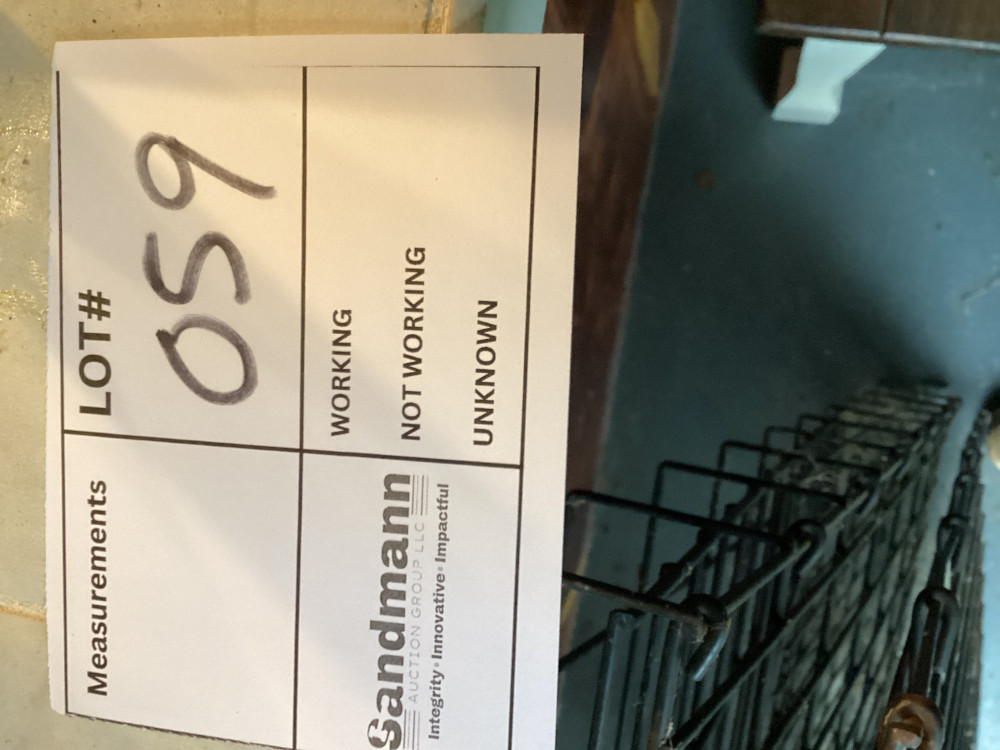 Measurements
LOT#
059
Sandmann
AUCTION GROUP LLC
Integrity • Innovative • Impactful
WORKING
NOT WORKING
UNKNOWN